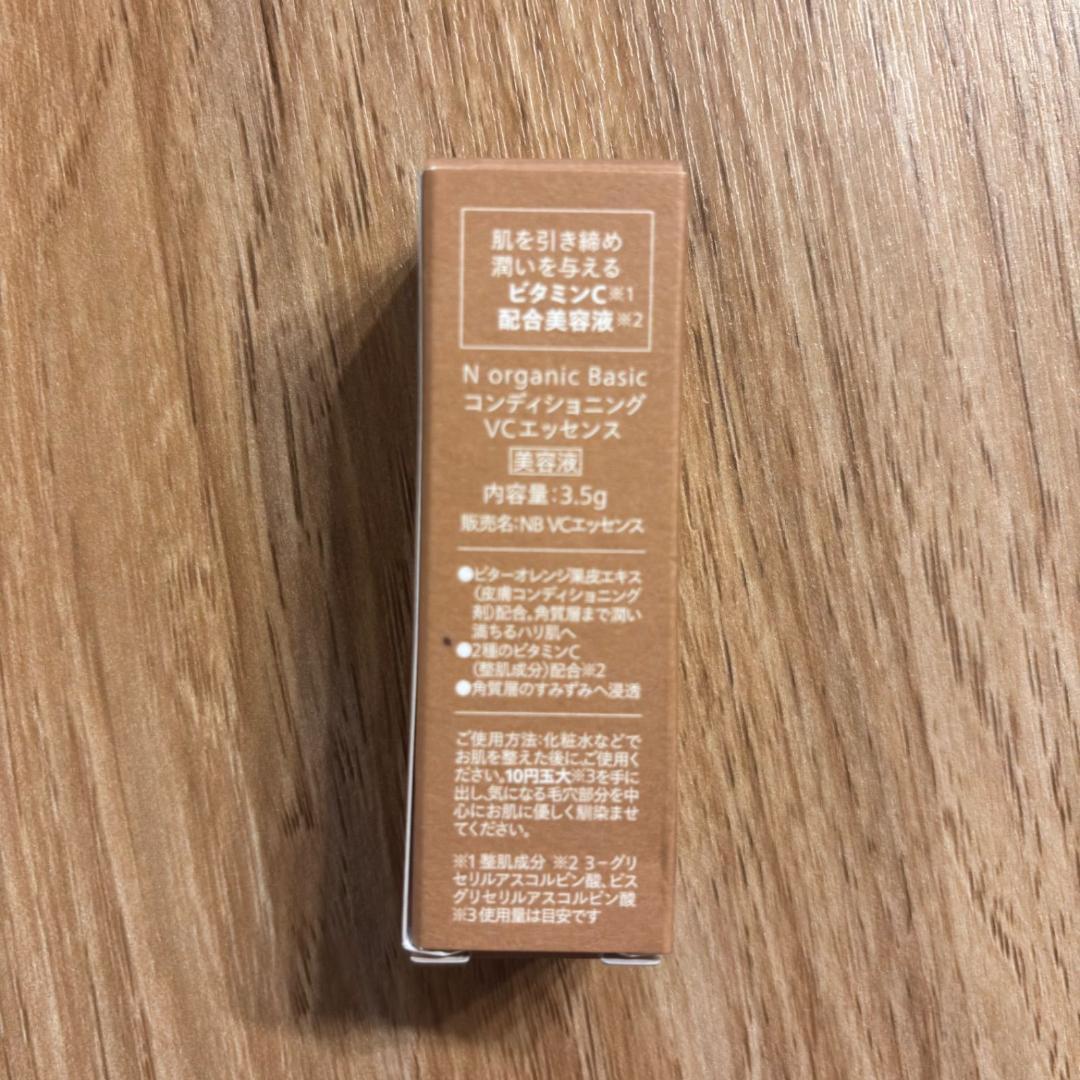 肌を引き締め
潤いを与える
ビタミンC※1
配合美容液※2
N organic Basic
コンディショニング
VCエッセンス
美容液
内容量:3.5g
販売名:NB VCエッセンス
●ビターオレンジ果皮エキス
(皮膚コンディショニング
剤)配合。角質層まで潤い
満ちるハリ肌へ
●2種のビタミンC
(整肌成分)配合※2
●角質層のすみずみへ浸透
ご使用方法:化粧水などで
お肌を整えた後に、ご使用く
ださい。10円玉大※3を手に
出し、気になる毛穴部分を中
心にお肌に優しく馴染ませ
てください。
※1 整肌成分 ※2 3-グリ
セリルアスコルビン酸、ビス
グリセリルアスコルビン酸
※3 使用量は目安です